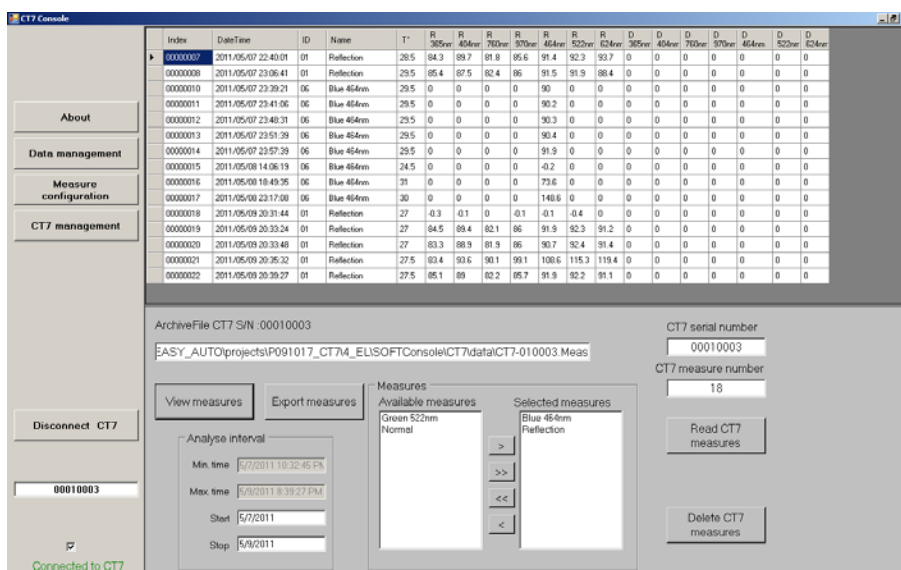 CT7 Console
Index DateTime ID Name T° R 365nm R 404nm R 760nm R 970nm R 464nm R 522nm R 624nm D 365nm D 404nm D 760nm D 970nm D 464nm D 522nm D 624nm
00000007 2011/05/07 22:40:01 01 Reflection 28.5 84.3 89.7 81.8 85.6 91.4 92.3 93.7 0 0 0 0 0 0 0
00000008 2011/05/07 23:06:41 01 Reflection 29.5 85.4 87.5 82.4 86 91.5 91.9 88.4 0 0 0 0 0 0 0
00000010 2011/05/07 23:39:21 06 Blue 464nm 29.5 0 0 0 0 90 0 0 0 0 0 0 0 0 0
00000011 2011/05/07 23:41:06 06 Blue 464nm 29.5 0 0 0 0 90.2 0 0 0 0 0 0 0 0 0
00000012 2011/05/07 23:48:31 06 Blue 464nm 29.5 0 0 0 0 90.3 0 0 0 0 0 0 0 0 0
00000013 2011/05/07 23:51:39 06 Blue 464nm 29.5 0 0 0 0 90.4 0 0 0 0 0 0 0 0 0
00000014 2011/05/07 23:57:39 06 Blue 464nm 29.5 0 0 0 0 91.9 0 0 0 0 0 0 0 0 0
00000015 2011/05/08 14:06:19 06 Blue 464nm 24.5 0 0 0 0 -0.2 0 0 0 0 0 0 0 0 0
00000016 2011/05/08 18:49:35 06 Blue 464nm 31 0 0 0 0 73.6 0 0 0 0 0 0 0 0 0
00000017 2011/05/08 23:17:08 06 Blue 464nm 30 0 0 0 0 148.6 0 0 0 0 0 0 0 0 0
00000018 2011/05/09 20:31:44 01 Reflection 27 -0.3 -0.1 0 -0.1 -0.1 -0.4 0 0 0 0 0 0 0 0
00000019 2011/05/09 20:33:24 01 Reflection 27 84.5 89.4 82.1 86 91.9 92.3 91.2 0 0 0 0 0 0 0
00000020 2011/05/09 20:33:48 01 Reflection 27 83.3 88.9 81.9 86 90.7 92.4 91.4 0 0 0 0 0 0 0
00000021 2011/05/09 20:35:32 01 Reflection 27.5 83.4 93.6 90.1 99.1 108.6 115.3 119.4 0 0 0 0 0 0 0
00000022 2011/05/09 20:39:27 01 Reflection 27.5 85.1 89 82.2 85.7 91.9 92.2 91.1 0 0 0 0 0 0 0
About
Data management
Measure
configuration
CT7 management
Disconnect CT7
00010003
Connected to CT7
ArchiveFile CT7 S/N :00010003
EASY_AUTO\projects\P091017_CT7\4_EL\SOFTConsole\CT7\data\CT7-010003.Meas
View measures
Export measures
Analyse interval
Min. time 5/7/2011 10:32:45 PM
Max. time 5/9/2011 8:39:27 PM
Start 5/7/2011
Stop 5/9/2011
Measures
Available measures
Green 522nm
Normal
>
>>
<<
<
Selected measures
Blue 464nm
Reflection
CT7 serial number
00010003
CT7 measure number
18
Read CT7
measures
Delete CT7
measures